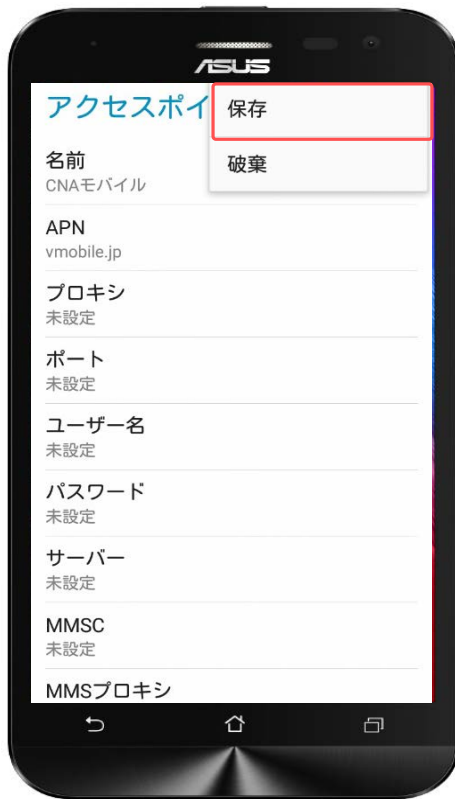 ASUS
アクセスポイ
保存
破棄
名前
CNAモバイル
APN
vmobile.jp
プロキシ
未設定
ポート
未設定
ユーザー名
未設定
パスワード
未設定
サーバー
未設定
MMSC
未設定
MMSプロキシ